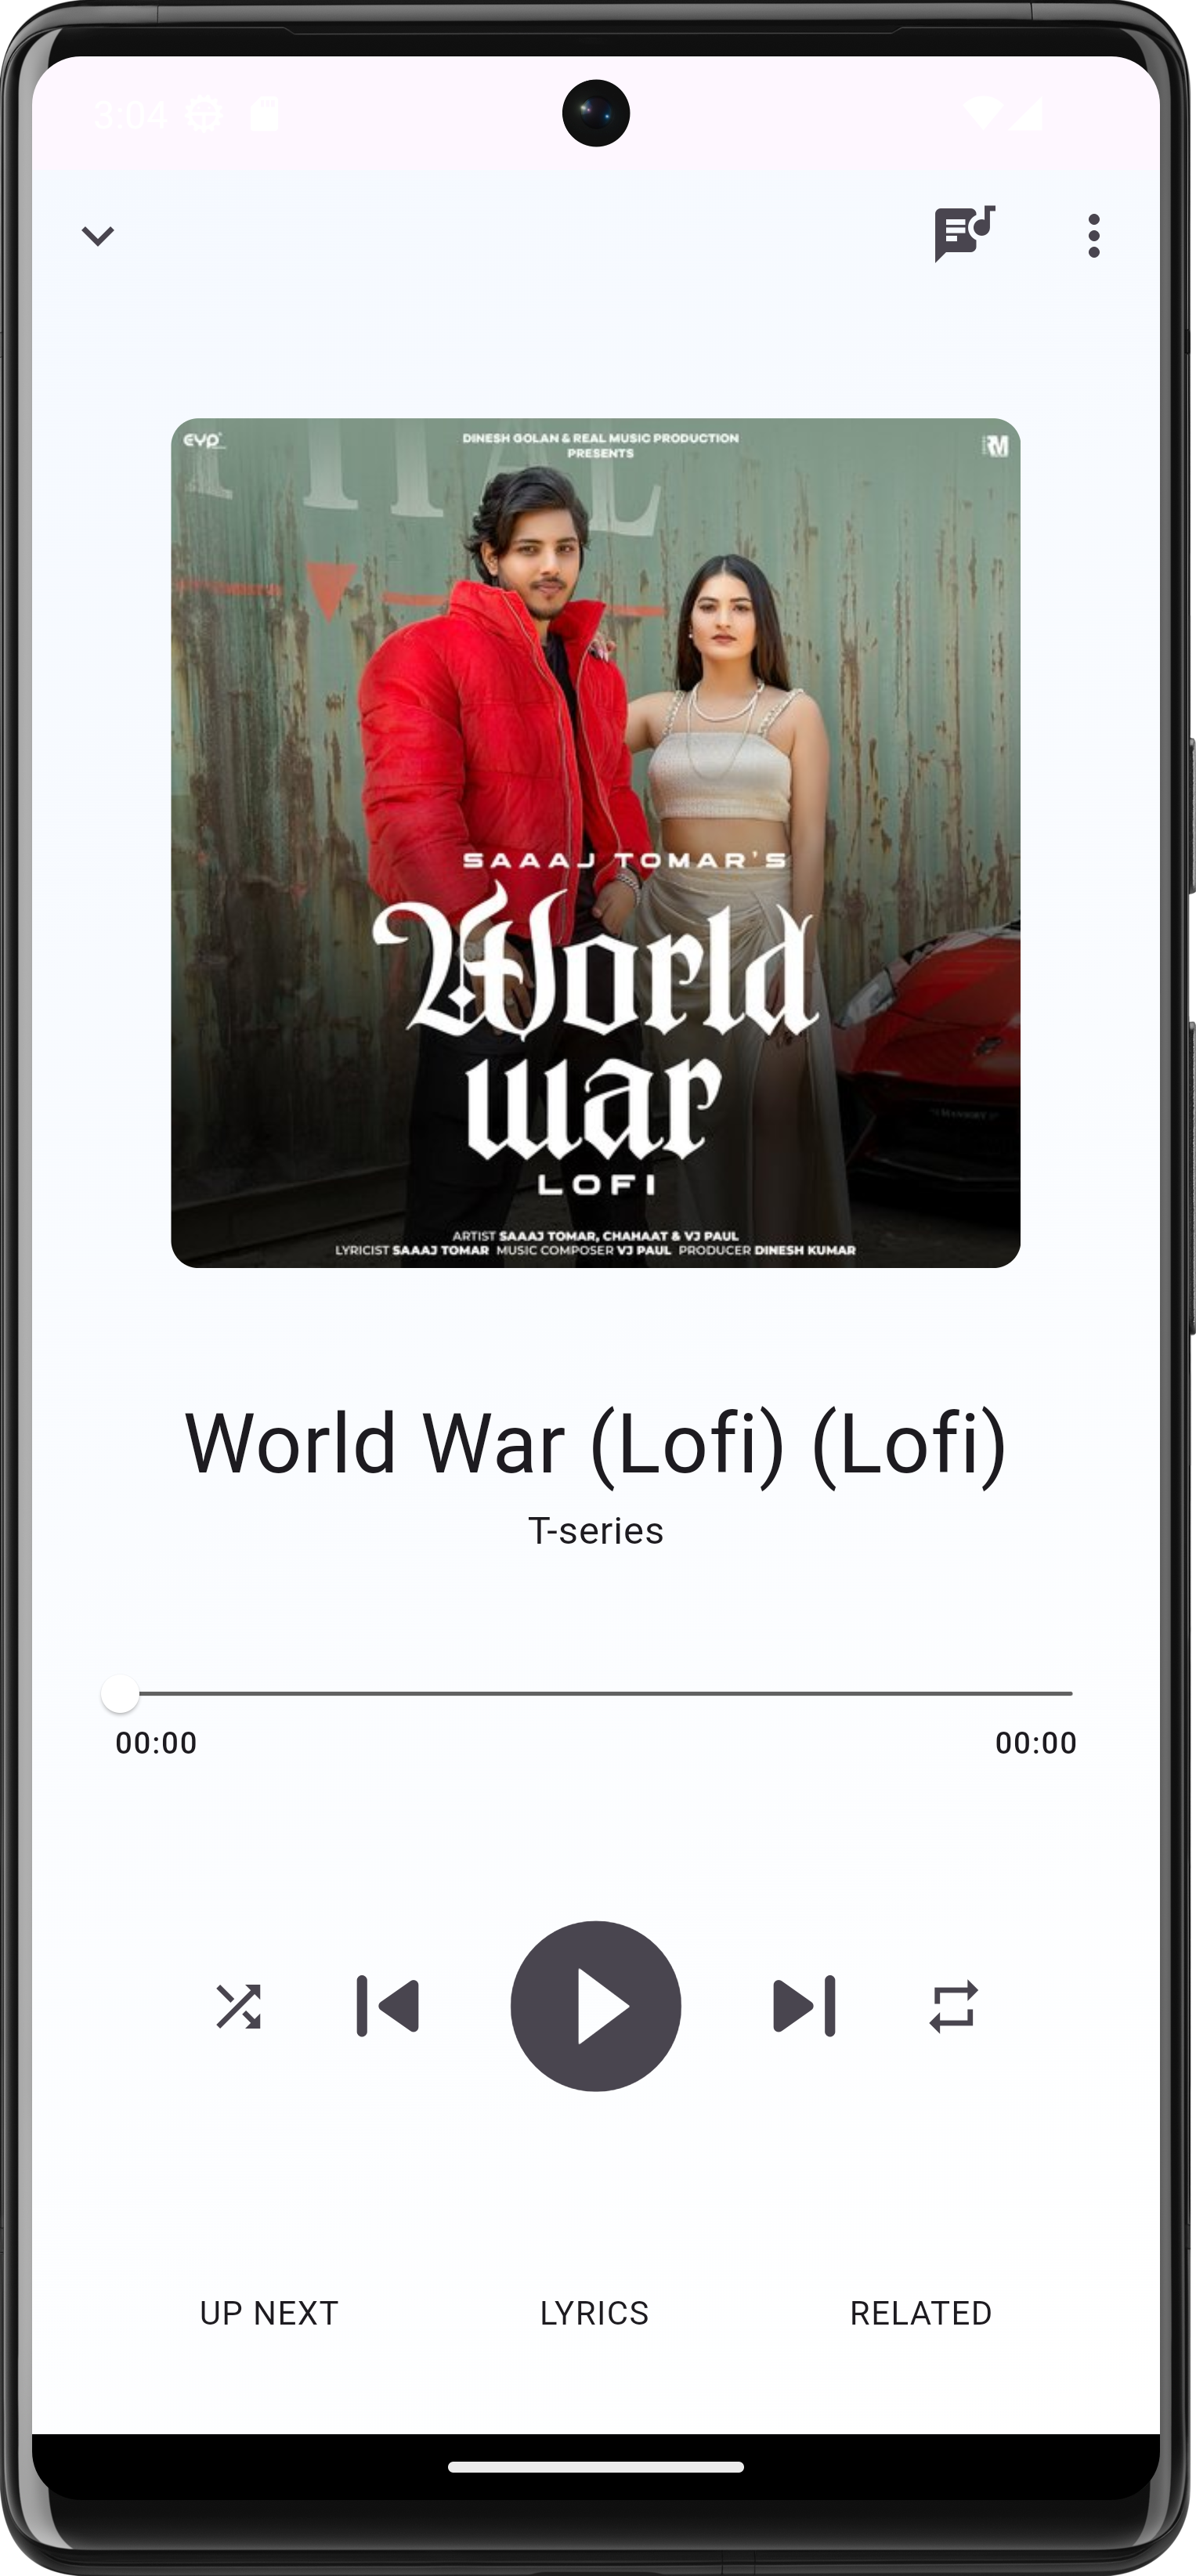 3:04
EYP
DINESH GOLAN & REAL MUSIC PRODUCTION
PRESENTS
RM
SAAAJ TOMAR'S
World
war
LOFI
ARTIST SAAAJ TOMAR, CHAHAAT & VJ PAUL
LYRICIST SAAAJ TOMAR MUSIC COMPOSER VJ PAUL PRODUCER DINESH KUMAR
World War (Lofi) (Lofi)
T-series
00:00 00:00
UP NEXT LYRICS RELATED